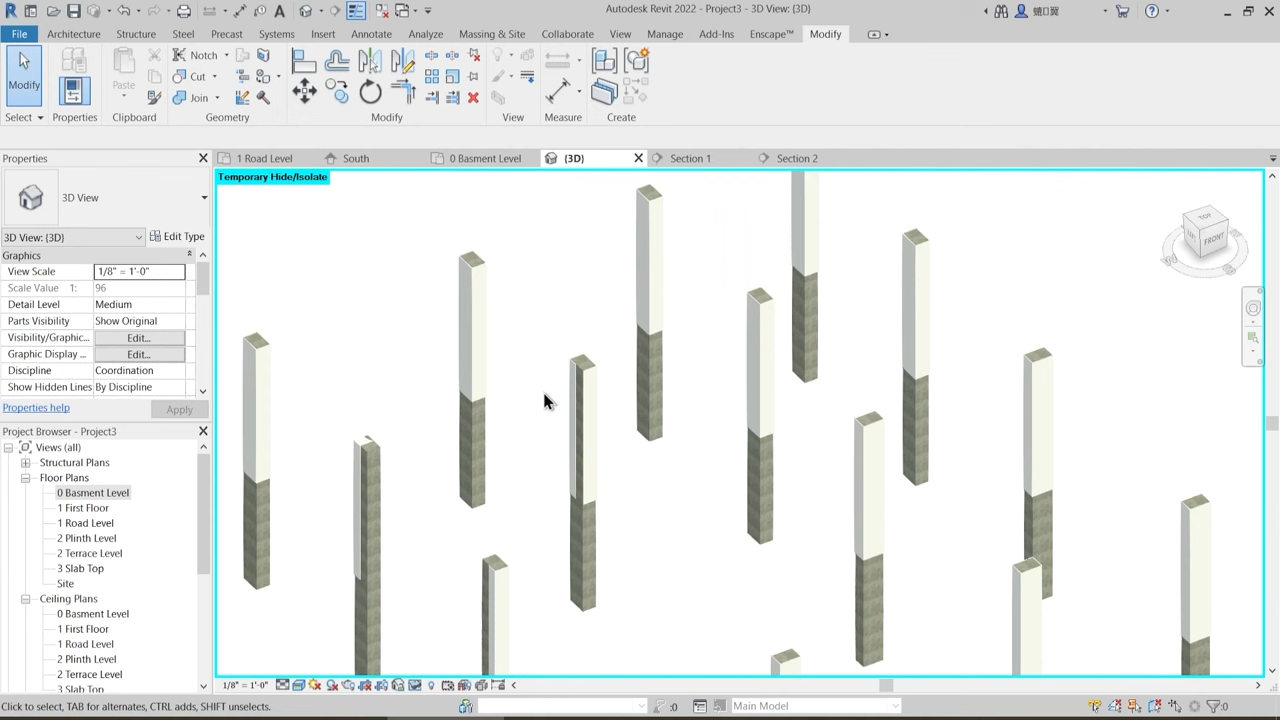 Autodesk Revit 2022 - Project3 - 3D View: {3D}
File Architecture Structure Steel Precast Systems Insert Annotate Analyze Massing & Site Collaborate View Manage Add-Ins Enscape™ Modify
Modify Paste Notch
Cut
Join
Select Properties Clipboard Geometry Modify View Measure Create
Properties
1 Road Level South 0 Basment Level {3D} Section 1 Section 2
Temporary Hide/Isolate
3D View
3D View: {3D} Edit Type
Graphics
View Scale 1/8" = 1'-0"
Scale Value 1: 96
Detail Level Medium
Parts Visibility Show Original
Visibility/Graphic... Edit...
Graphic Display ... Edit...
Discipline Coordination
Show Hidden Lines By Discipline
Properties help Apply
TOP
FRONT
Project Browser - Project3
Views (all)
Structural Plans
Floor Plans
0 Basment Level
1 First Floor
1 Road Level
2 Plinth Level
2 Terrace Level
3 Slab Top
Site
Ceiling Plans
0 Basment Level
1 First Floor
1 Road Level
2 Plinth Level
2 Terrace Level
3 Slab Top
1/8" = 1'-0"
Click to select, TAB for alternates, CTRL adds, SHIFT unselects. :0 Main Model :0